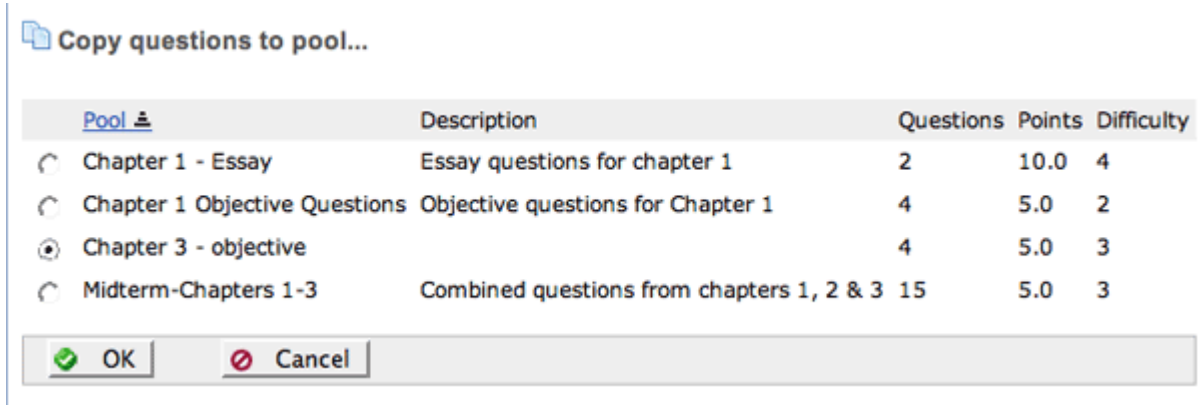 Copy questions to pool...
Pool Description Questions Points Difficulty
Chapter 1 - Essay Essay questions for chapter 1 2 10.0 4
Chapter 1 Objective Questions Objective questions for Chapter 1 4 5.0 2
Chapter 3 - objective 4 5.0 3
Midterm-Chapters 1-3 Combined questions from chapters 1, 2 & 3 15 5.0 3
OK Cancel